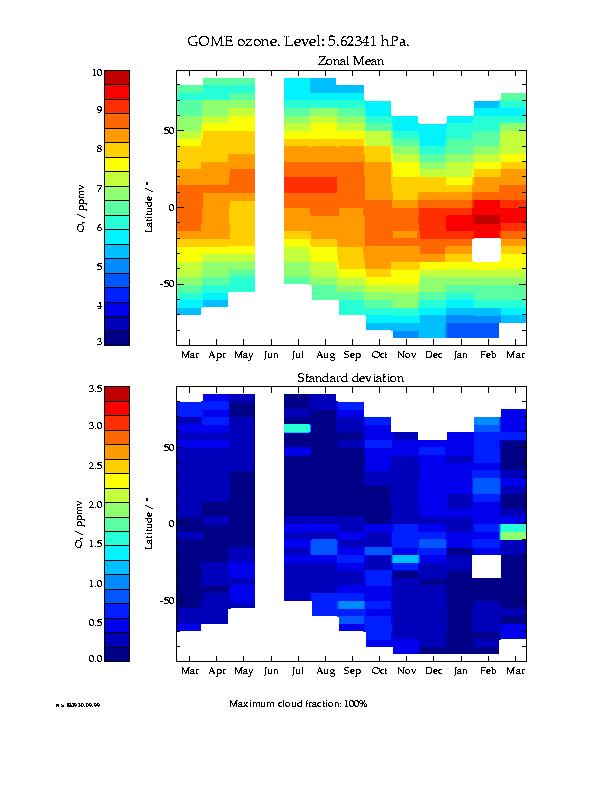 GOME ozone. Level: 5.62341 hPa.
Zonal Mean
10
9
8
7
6
5
4
3
O₃ / ppmv
Latitude / °
50
0
-50
Mar Apr May Jun Jul Aug Sep Oct Nov Dec Jan Feb Mar
Standard deviation
3.5
3.0
2.5
2.0
1.5
1.0
0.5
0.0
O₃ / ppmv
Latitude / °
50
0
-50
Mar Apr May Jun Jul Aug Sep Oct Nov Dec Jan Feb Mar
Maximum cloud fraction: 100%